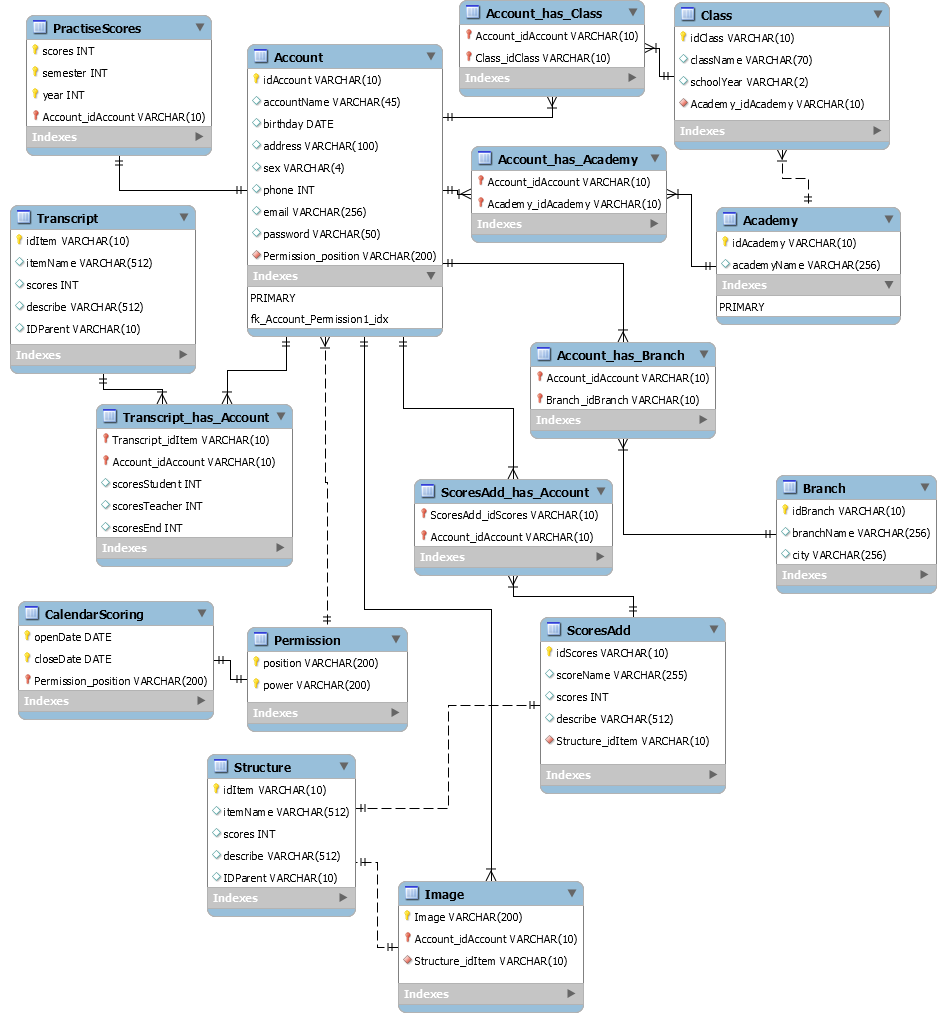 PractiseScores
scores INT
semester INT
year INT
Account_idAccount VARCHAR(10)
Indexes
Account
idAccount VARCHAR(10)
accountName VARCHAR(45)
birthday DATE
address VARCHAR(100)
sex VARCHAR(4)
phone INT
email VARCHAR(256)
password VARCHAR(50)
Permission_position VARCHAR(200)
Indexes
PRIMARY
fk_Account_Permission1_idx
Account_has_Class
Account_idAccount VARCHAR(10)
Class_idClass VARCHAR(10)
Indexes
Class
idClass VARCHAR(10)
className VARCHAR(70)
schoolYear VARCHAR(2)
Academy_idAcademy VARCHAR(10)
Indexes
Account_has_Academy
Account_idAccount VARCHAR(10)
Academy_idAcademy VARCHAR(10)
Indexes
Academy
idAcademy VARCHAR(10)
academyName VARCHAR(256)
Indexes
PRIMARY
Transcript
idItem VARCHAR(10)
itemName VARCHAR(512)
scores INT
describe VARCHAR(512)
IDParent VARCHAR(10)
Indexes
Account_has_Branch
Account_idAccount VARCHAR(10)
Branch_idBranch VARCHAR(10)
Indexes
Transcript_has_Account
Transcript_idItem VARCHAR(10)
Account_idAccount VARCHAR(10)
scoresStudent INT
scoresTeacher INT
scoresEnd INT
Indexes
ScoresAdd_has_Account
ScoresAdd_idScores VARCHAR(10)
Account_idAccount VARCHAR(10)
Indexes
Branch
idBranch VARCHAR(10)
branchName VARCHAR(256)
city VARCHAR(256)
Indexes
CalendarScoring
openDate DATE
closeDate DATE
Permission_position VARCHAR(200)
Indexes
Permission
position VARCHAR(200)
power VARCHAR(200)
Indexes
ScoresAdd
idScores VARCHAR(10)
scoreName VARCHAR(255)
scores INT
describe VARCHAR(512)
Structure_idItem VARCHAR(10)
Indexes
Structure
idItem VARCHAR(10)
itemName VARCHAR(512)
scores INT
describe VARCHAR(512)
IDParent VARCHAR(10)
Indexes
Image
Image VARCHAR(200)
Account_idAccount VARCHAR(10)
Structure_idItem VARCHAR(10)
Indexes